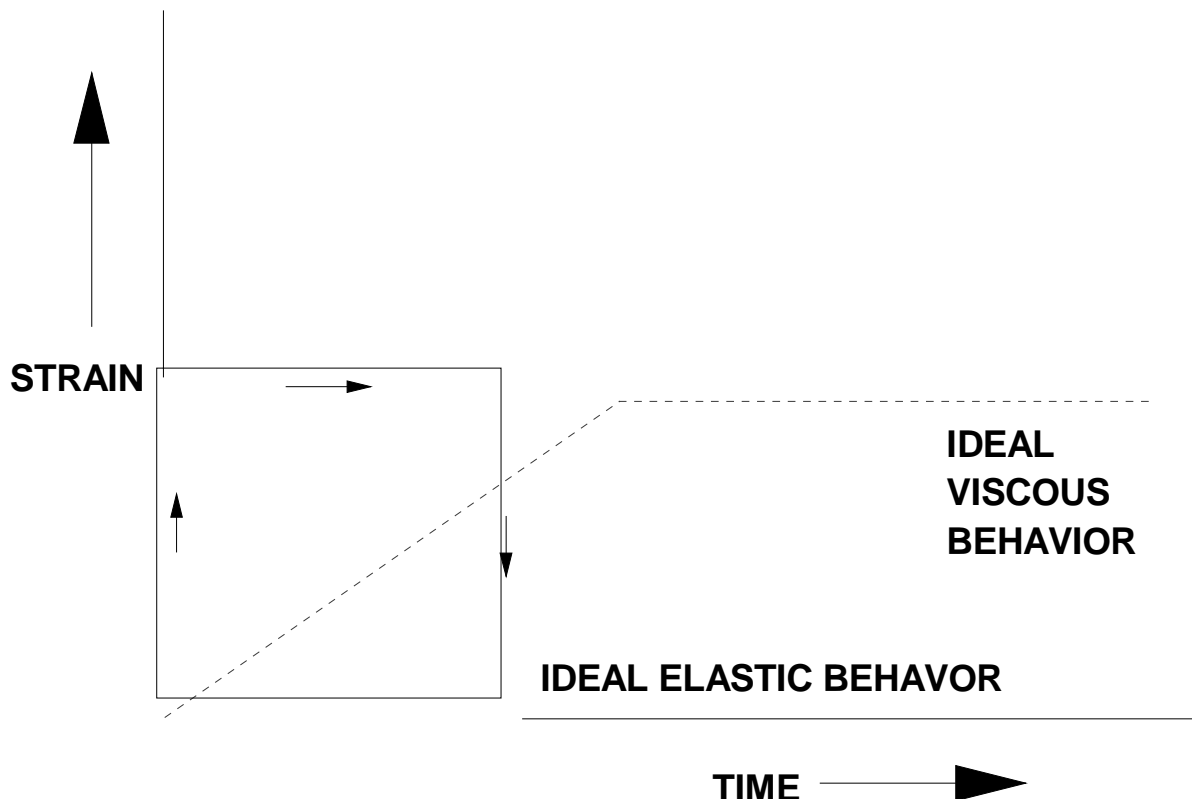 STRAIN
IDEAL
VISCOUS
BEHAVIOR
IDEAL ELASTIC BEHAVOR
TIME